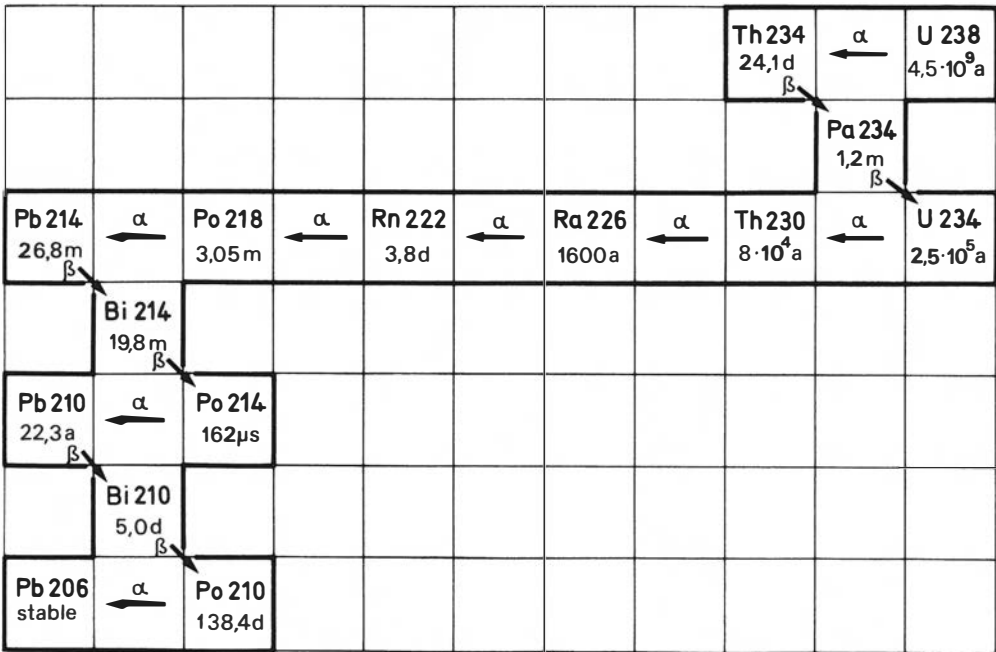 Th 234 α U 238
24,1 d 4,5·10⁹a
β
Pa 234
1,2 m
β
Pb 214 α Po 218 α Rn 222 α Ra 226 α Th 230 α U 234
26,8 m 3,05 m 3,8 d 1600 a 8·10⁴a 2,5·10⁵a
β
Bi 214
19,8 m
β
Pb 210 α Po 214
22,3 a 162µs
β
Bi 210
5,0 d
β
Pb 206 α Po 210
stable 138,4 d